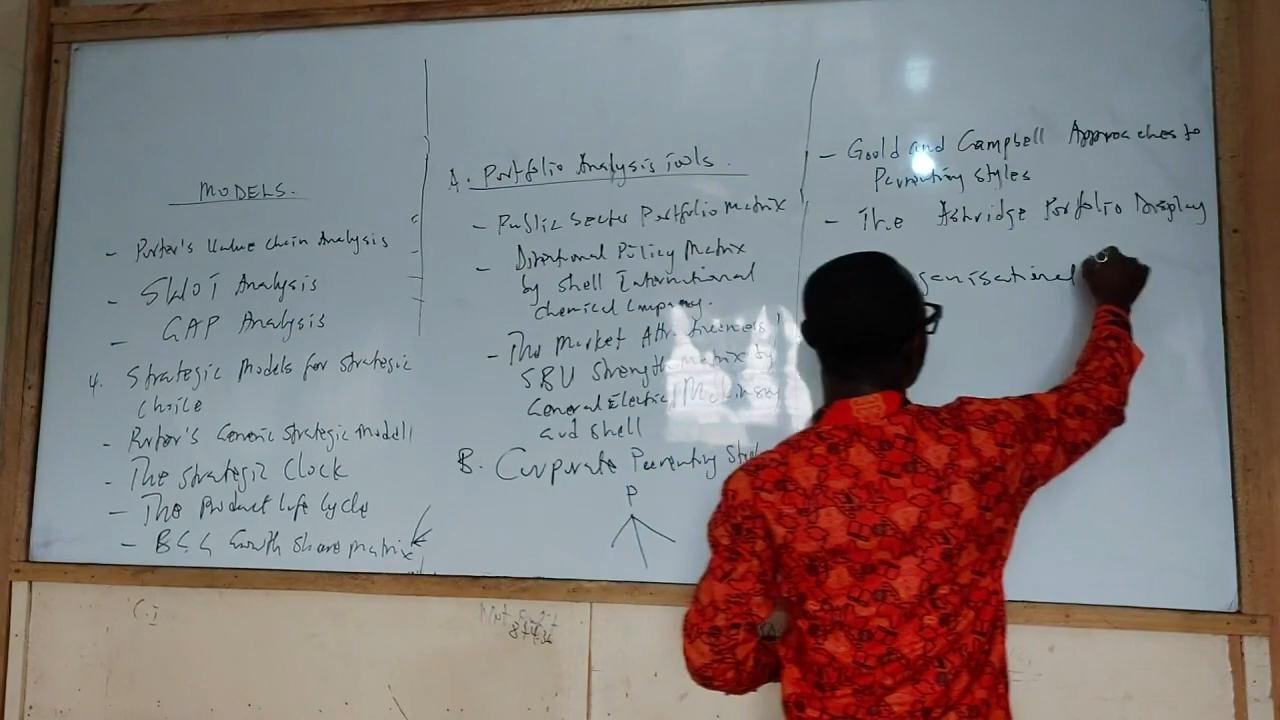 MODELS.
- Porter's Value chain Analysis
- SWOT Analysis
- GAP Analysis
4. Strategic Models for strategic
choice
- Porter's Generic Strategic Model
- The Strategic Clock
- The Product Life Cycle
- BCG Growth Share matrix
A. Portfolio Analysis Tools.
- Public Sector Portfolio Matrix
- Directional Policy Matrix
by Shell International
Chemical Company.
- The Market Attractiveness
SBU Strength matrix by
General Electric/McKinsey
and Shell
B. Corporate Parenting
P
- Goold and Campbell Approaches to
Parenting Styles
- The Ashridge Portfolio Display
ganisational
C.I